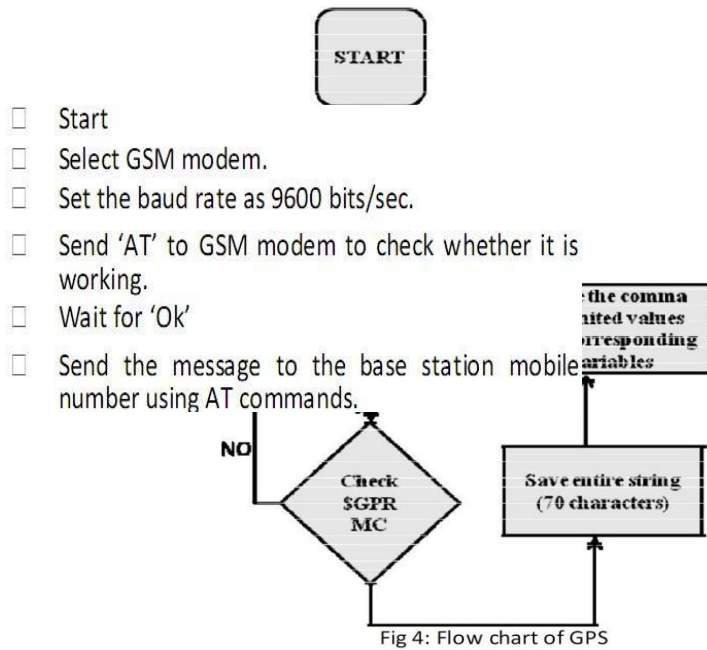 START
Start
Select GSM modem.
Set the baud rate as 9600 bits/sec.
Send ‘AT’ to GSM modem to check whether it is
working.
Wait for ‘Ok’
Send the message to the base station mobile
number using AT commands.
the comma
values
NO
Check
$GPR
MC
Save entire string
(70 characters)
Fig 4: Flow chart of GPS